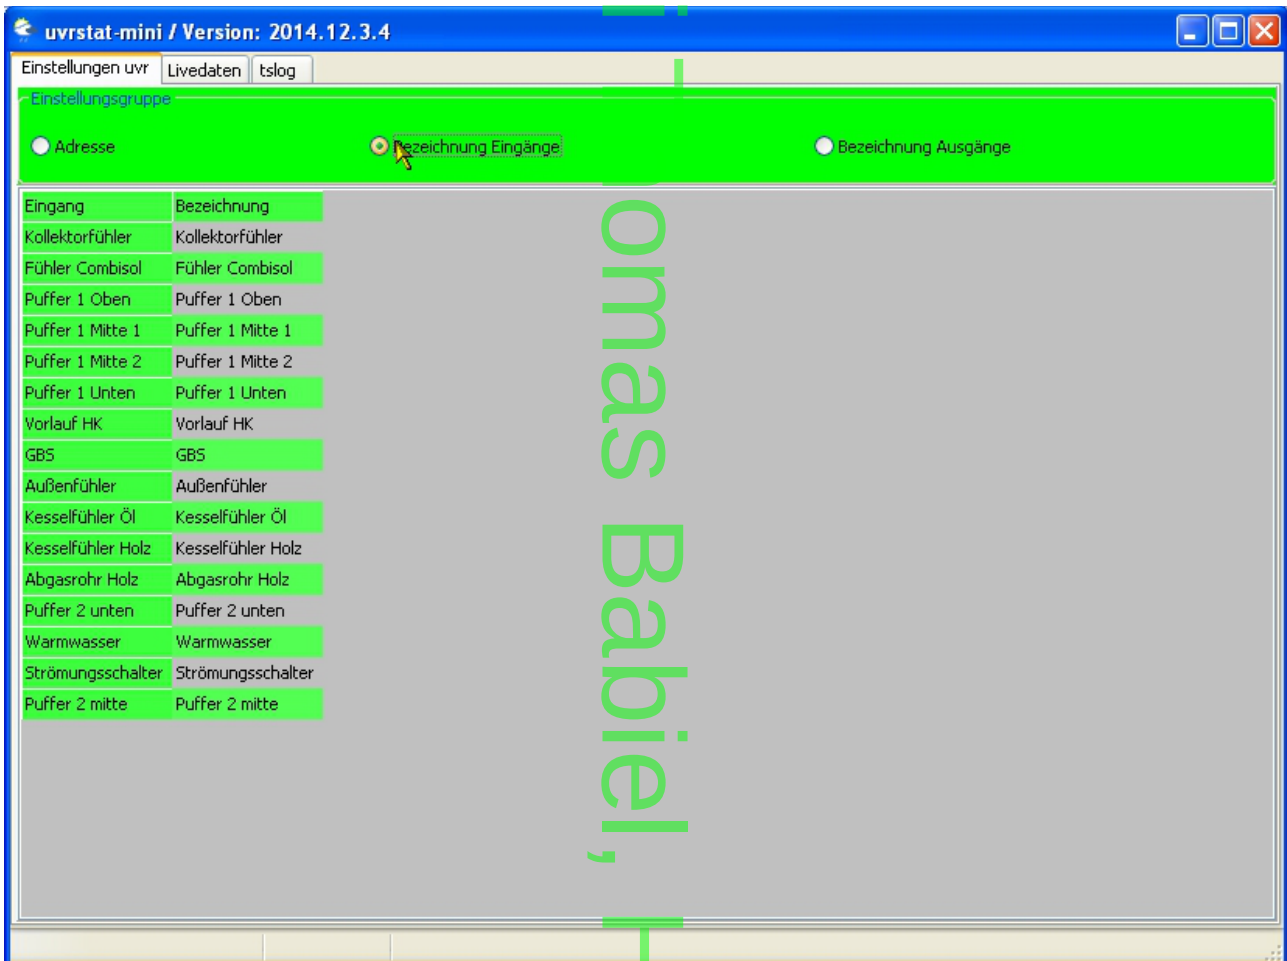 uvrstat-mini / Version: 2014.12.3.4
Einstellungen uvr Livedaten tslog
Einstellungsgruppe
Adresse Bezeichnung Eingänge Bezeichnung Ausgänge
Eingang Bezeichnung
Kollektorfühler Kollektorfühler
Fühler Combisol Fühler Combisol
Puffer 1 Oben Puffer 1 Oben
Puffer 1 Mitte 1 Puffer 1 Mitte 1
Puffer 1 Mitte 2 Puffer 1 Mitte 2
Puffer 1 Unten Puffer 1 Unten
Vorlauf HK Vorlauf HK
GBS GBS
Außenfühler Außenfühler
Kesselfühler Öl Kesselfühler Öl
Kesselfühler Holz Kesselfühler Holz
Abgasrohr Holz Abgasrohr Holz
Puffer 2 unten Puffer 2 unten
Warmwasser Warmwasser
Strömungsschalter Strömungsschalter
Puffer 2 mitte Puffer 2 mitte
omas Babiel,